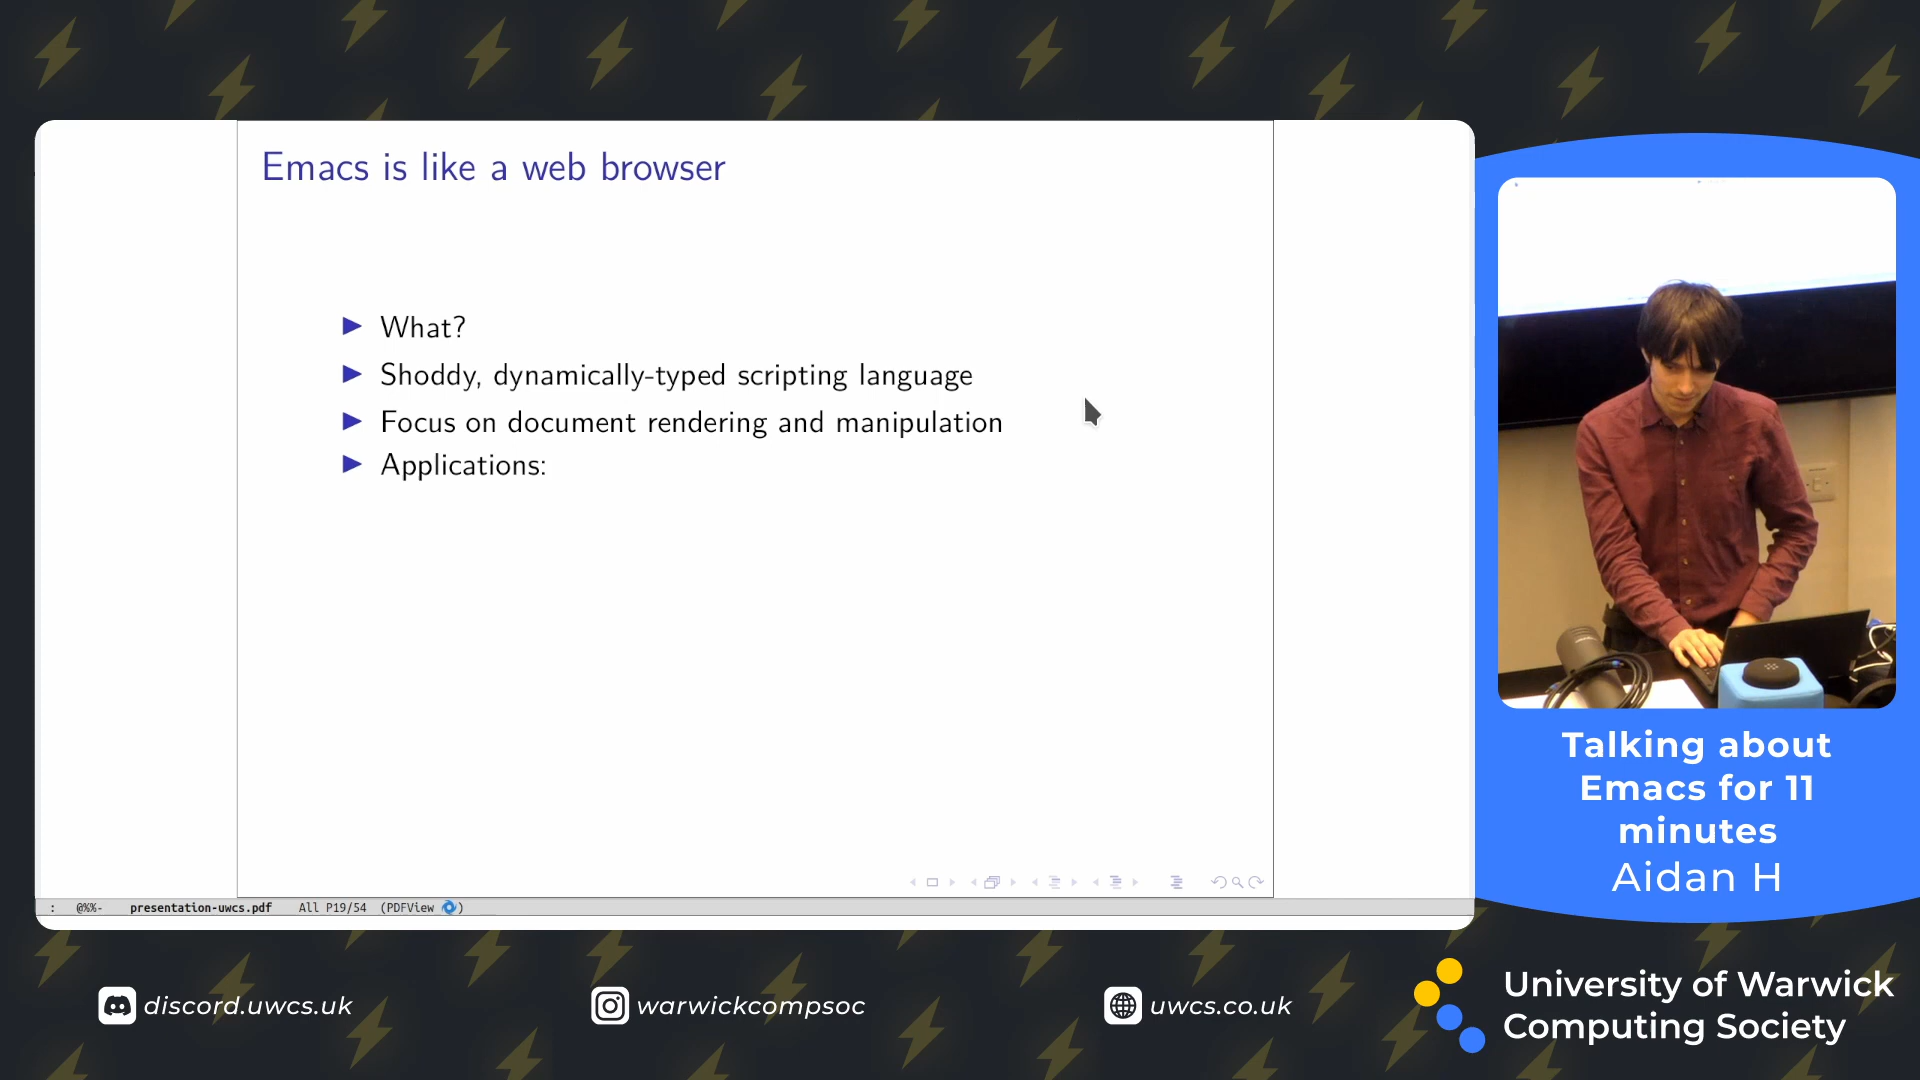 Emacs is like a web browser
What?
Shoddy, dynamically-typed scripting language
Focus on document rendering and manipulation
Applications:
: @%%- presentation-uwcs.pdf All P19/54 (PDFView )
Talking about
Emacs for 11
minutes
Aidan H
discord.uwcs.uk
warwickcompsoc
uwcs.co.uk
University of Warwick
Computing Society